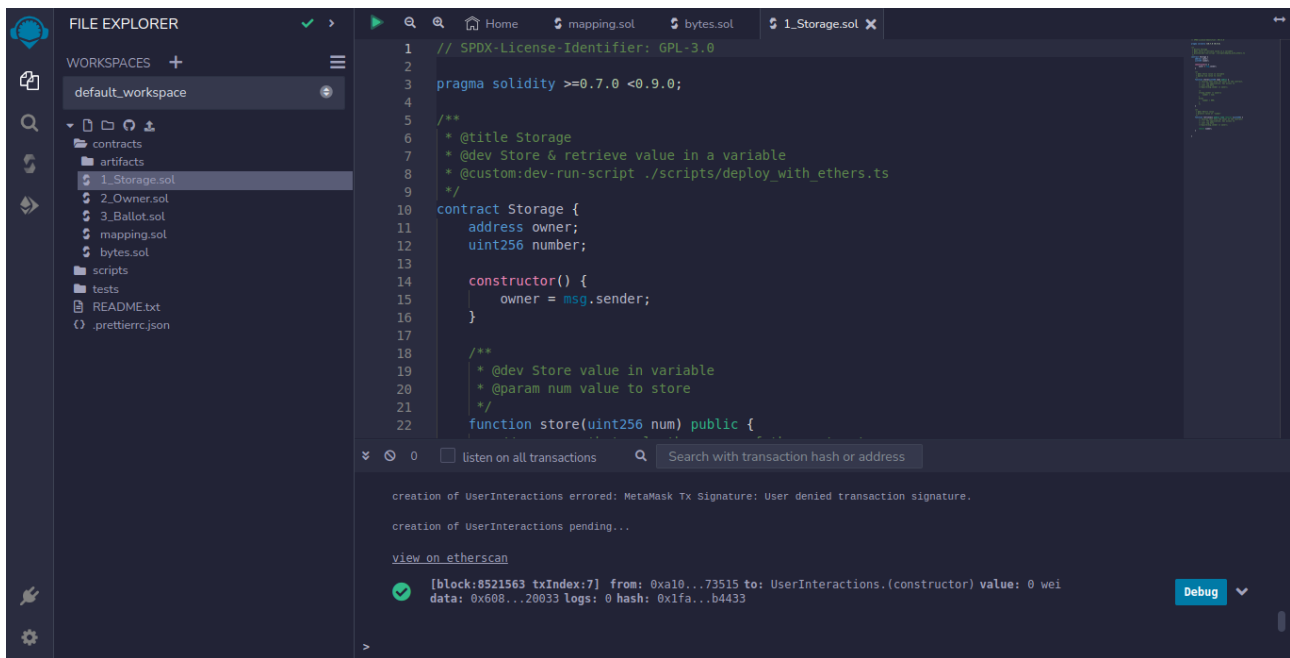 FILE EXPLORER
WORKSPACES
default_workspace
contracts
artifacts
1_Storage.sol
2_Owner.sol
3_Ballot.sol
mapping.sol
bytes.sol
scripts
tests
README.txt
.prettierrc.json
Home mapping.sol bytes.sol 1_Storage.sol
1 // SPDX-License-Identifier: GPL-3.0
2
3 pragma solidity >=0.7.0 <0.9.0;
4
5 /**
6 * @title Storage
7 * @dev Store & retrieve value in a variable
8 * @custom:dev-run-script ./scripts/deploy_with_ethers.ts
9 */
10 contract Storage {
11 address owner;
12 uint256 number;
13
14 constructor() {
15 owner = msg.sender;
16 }
17
18 /**
19 * @dev Store value in variable
20 * @param num value to store
21 */
22 function store(uint256 num) public {
0 listen on all transactions Search with transaction hash or address
creation of UserInteractions errored: MetaMask Tx Signature: User denied transaction signature.
creation of UserInteractions pending...
view on etherscan
[block:8521563 txIndex:7] from: 0xa10...73515 to: UserInteractions.(constructor) value: 0 wei
data: 0x608...20033 logs: 0 hash: 0x1fa...b4433
Debug
>